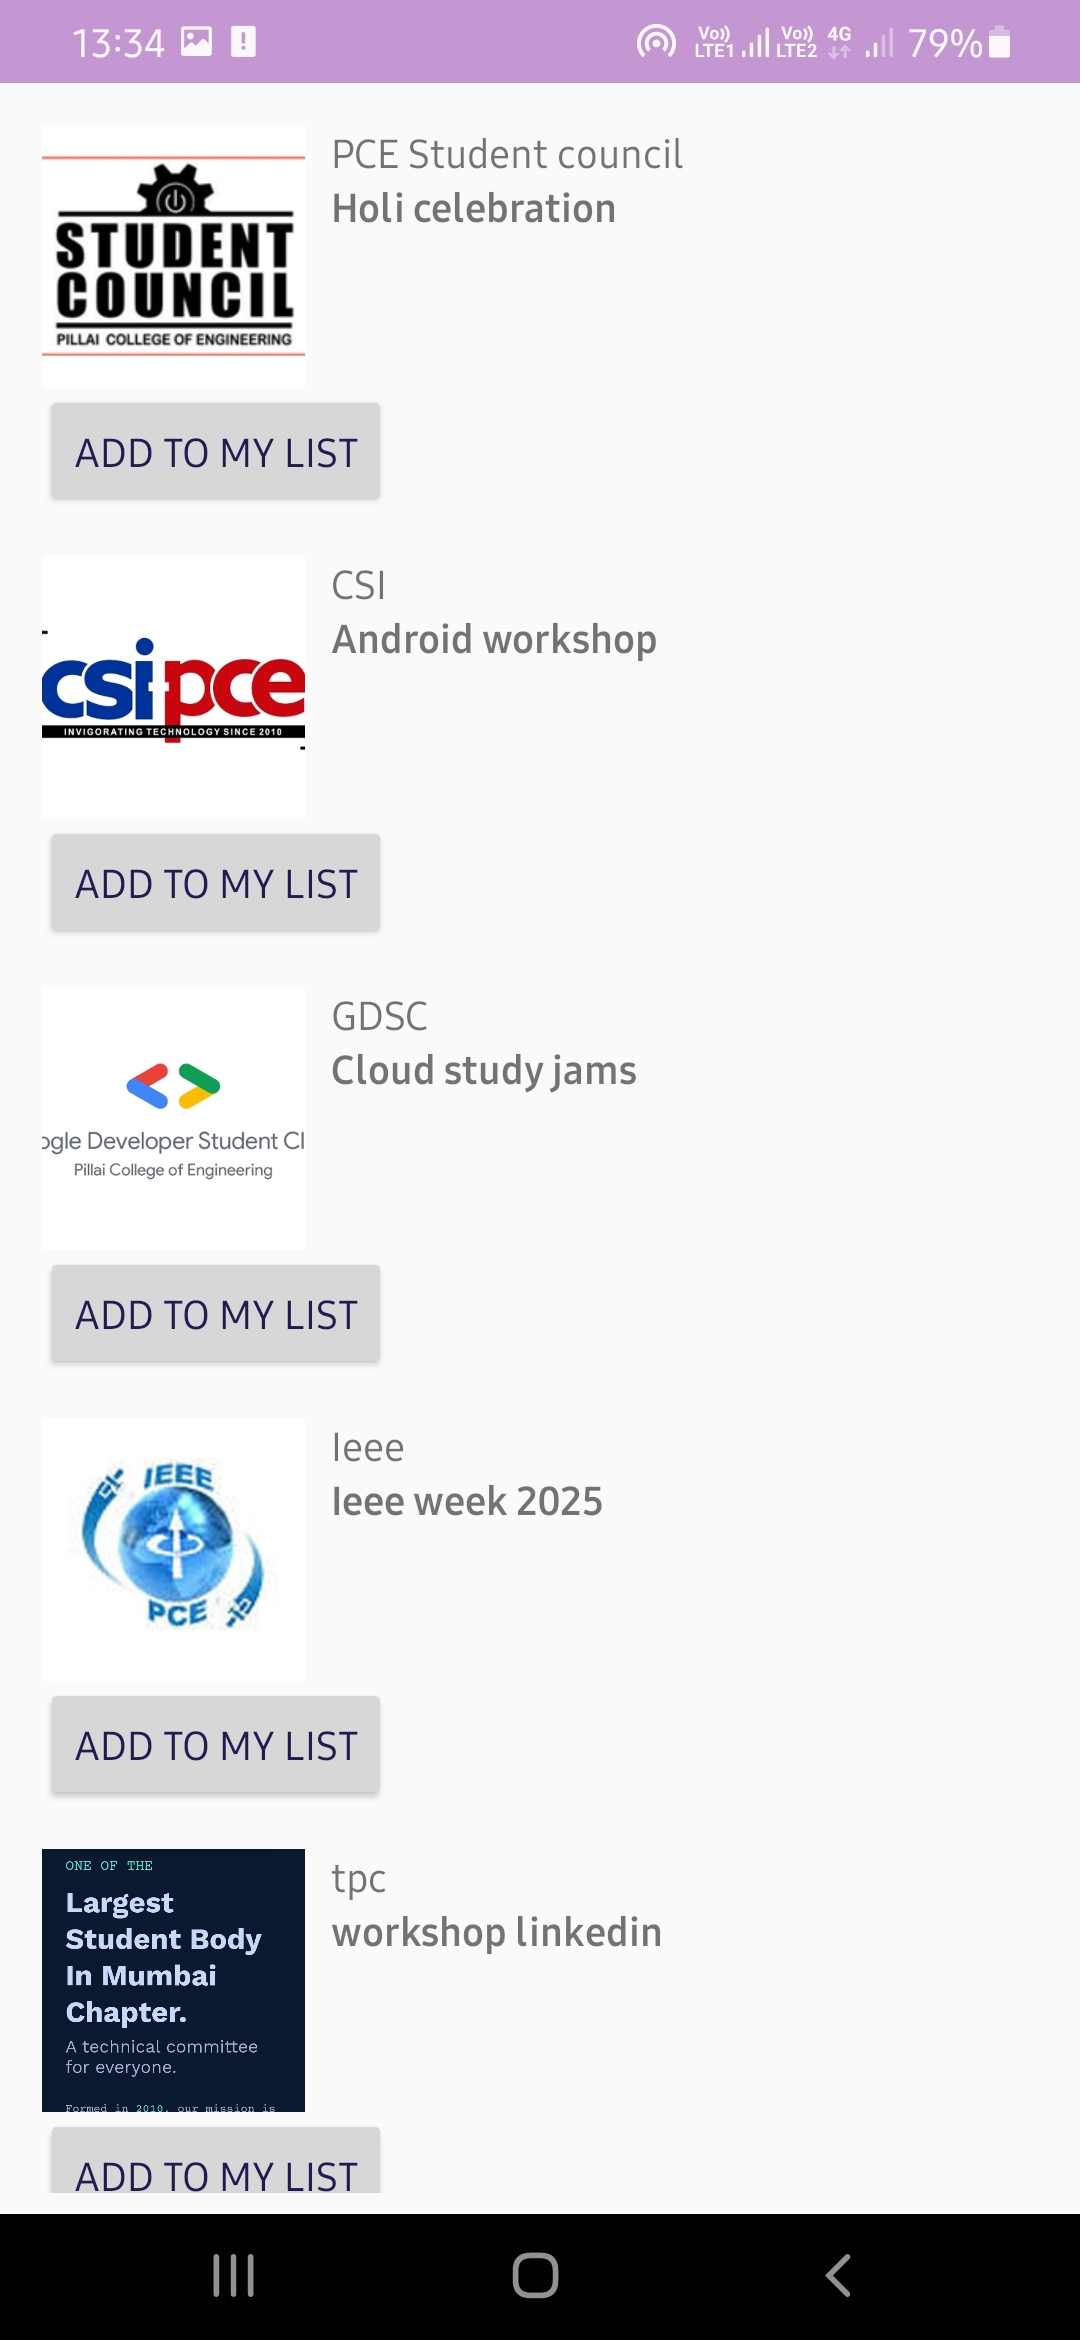 13:34
Vo)) LTE1 Vo)) LTE2 4G 79%
STUDENT
COUNCIL
PILLAI COLLEGE OF ENGINEERING
PCE Student council
Holi celebration
ADD TO MY LIST
csipce
INVIGORATING TECHNOLOGY SINCE 2010
CSI
Android workshop
ADD TO MY LIST
ogle Developer Student Cl
Pillai College of Engineering
GDSC
Cloud study jams
ADD TO MY LIST
IEEE
PCE
Ieee
Ieee week 2025
ADD TO MY LIST
ONE OF THE
Largest
Student Body
In Mumbai
Chapter.
A technical committee
for everyone.
Formed in 2010, our mission is
tpc
workshop linkedin
ADD TO MY LIST